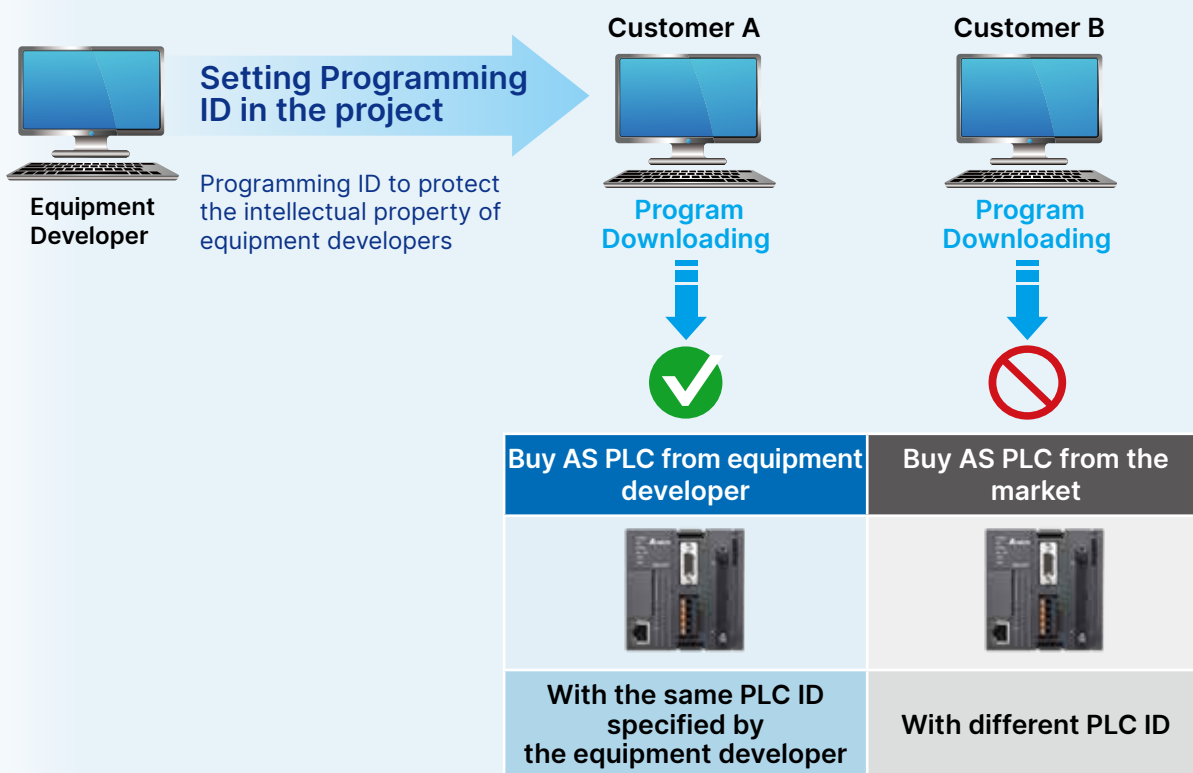 Customer A
Customer B
Setting Programming
ID in the project
Programming ID to protect
the intellectual property of
equipment developers
Equipment
Developer
Program
Downloading
Program
Downloading
Buy AS PLC from equipment
developer
Buy AS PLC from the
market
With the same PLC ID
specified by
the equipment developer
With different PLC ID